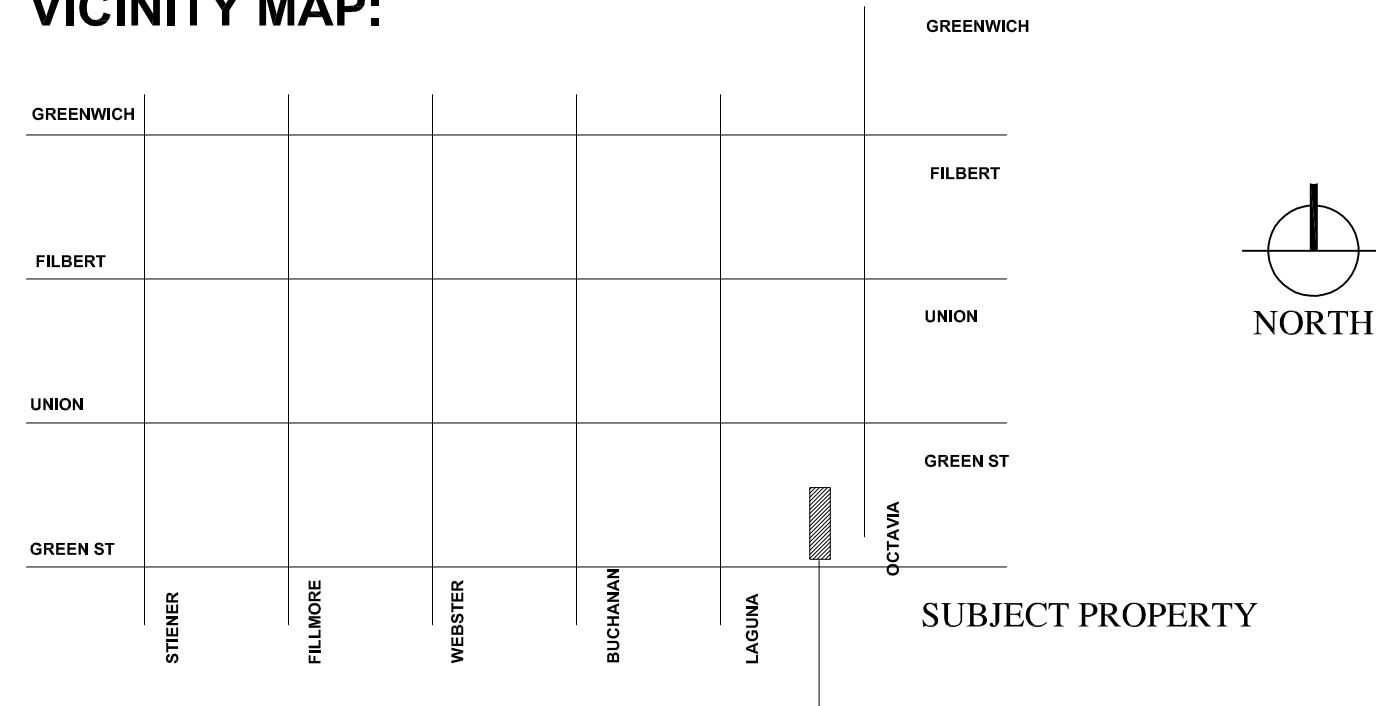 VICINITY MAP:
GREENWICH
GREENWICH
FILBERT
FILBERT
UNION
UNION
GREEN ST
GREEN ST
OCTAVIA
STIENER
FILLMORE
WEBSTER
BUCHANAN
LAGUNA
SUBJECT PROPERTY
NORTH